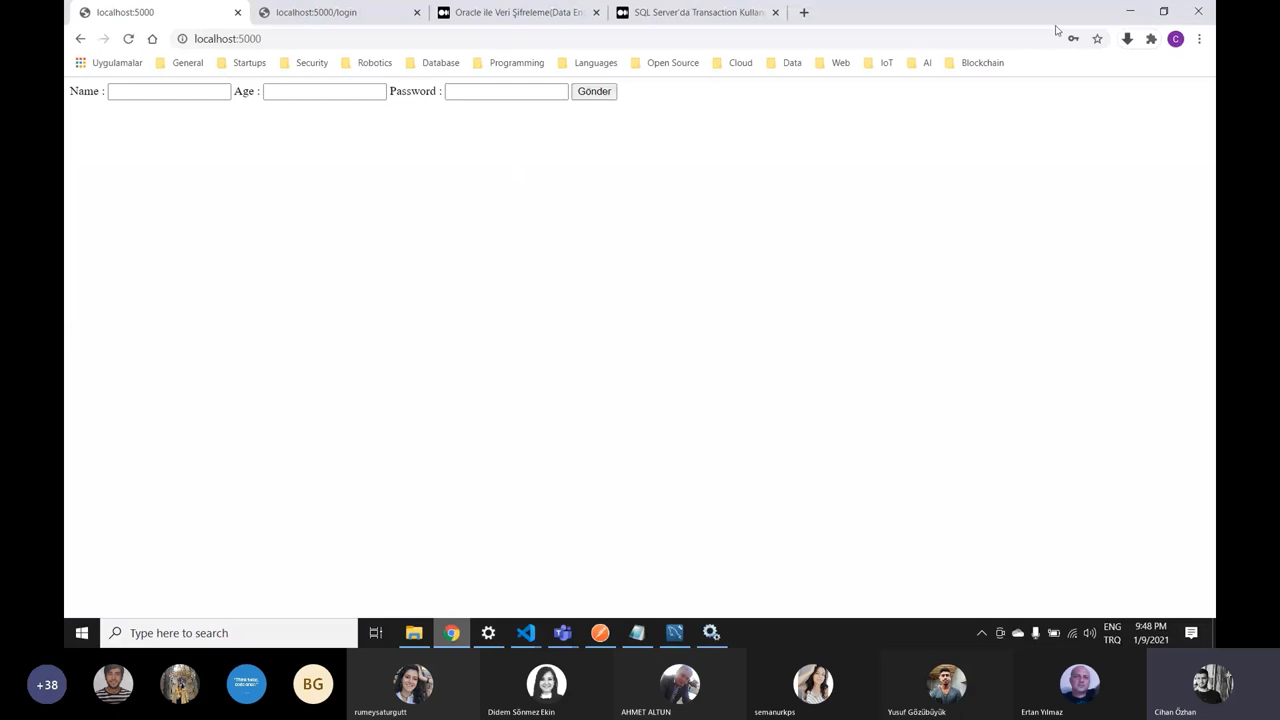 localhost:5000
localhost:5000/login
Oracle ile Veri Şifreleme(Data En
SQL Server'da Transaction Kullan
localhost:5000
C
Uygulamalar General Startups Security Robotics Database Programming Languages Open Source Cloud Data Web IoT AI Blockchain
Name : Age : Password : Gönder
Type here to search
ENG
TRQ
9:48 PM
1/9/2021
+38
BG
rumeysaturgutt
Didem Sönmez Ekin
AHMET ALTUN
semanurkps
Yusuf Gözübüyük
Ertan Yılmaz
Cihan Özhan